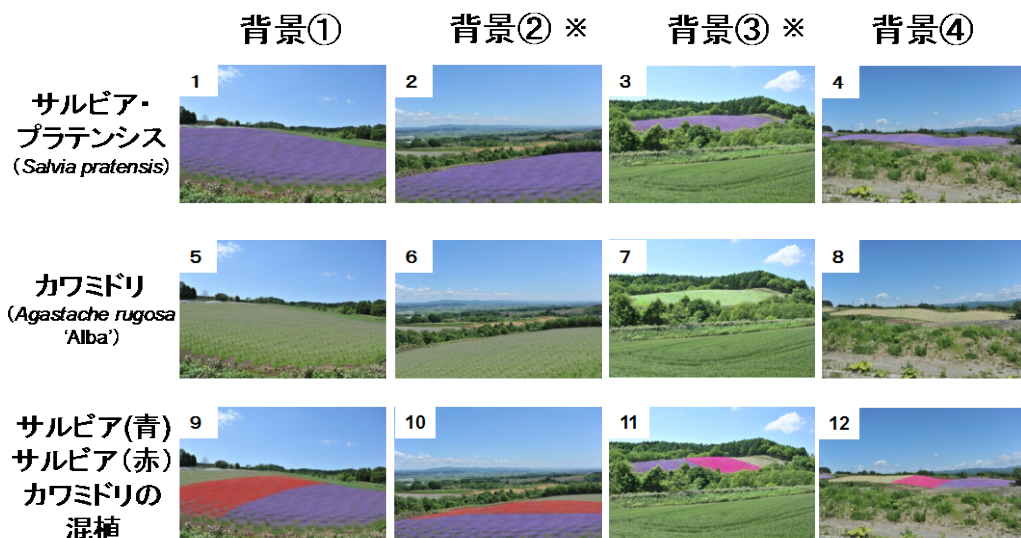 背景① 背景② ※ 背景③ ※ 背景④
1 2 3 4
サルビア・
プラテンシス
(Salvia pratensis)
5 6 7 8
カワミドリ
(Agastache rugosa
‘Alba’)
9 10 11 12
サルビア(青)
サルビア(赤)
カワミドリの
混植